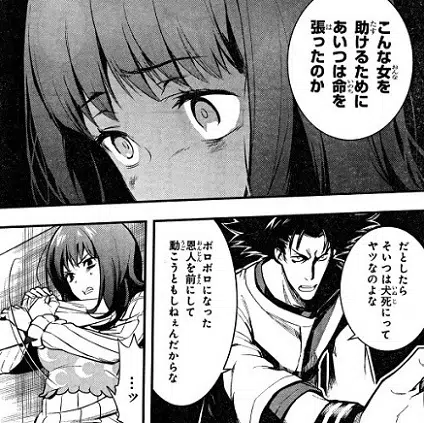 こんな女を
助けるために
あいつは命を
張ったのか
だとしたら
そいつは犬死にって
ヤツなのよな
ボロボロになった
恩人を前にして
動こうともしねぇんだからな
…ッ